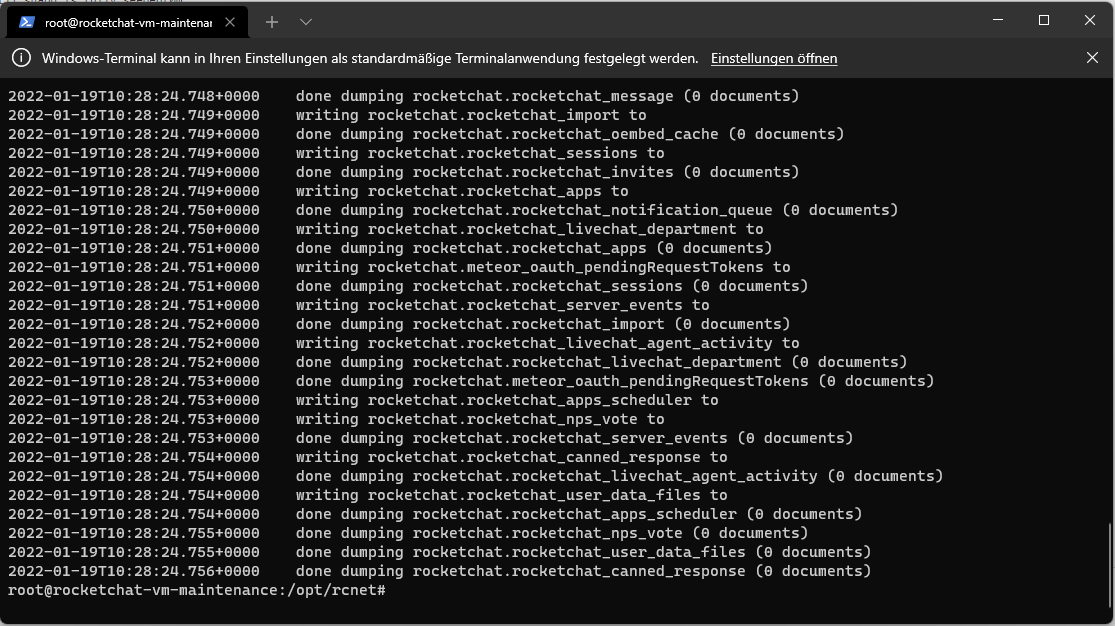 root@rocketchat-vm-maintenan
Windows-Terminal kann in Ihren Einstellungen als standardmäßige Terminalanwendung festgelegt werden. Einstellungen öffnen
2022-01-19T10:28:24.748+0000 done dumping rocketchat.rocketchat_message (0 documents)
2022-01-19T10:28:24.749+0000 writing rocketchat.rocketchat_import to
2022-01-19T10:28:24.749+0000 done dumping rocketchat.rocketchat_oembed_cache (0 documents)
2022-01-19T10:28:24.749+0000 writing rocketchat.rocketchat_sessions to
2022-01-19T10:28:24.749+0000 done dumping rocketchat.rocketchat_invites (0 documents)
2022-01-19T10:28:24.749+0000 writing rocketchat.rocketchat_apps to
2022-01-19T10:28:24.750+0000 done dumping rocketchat.rocketchat_notification_queue (0 documents)
2022-01-19T10:28:24.750+0000 writing rocketchat.rocketchat_livechat_department to
2022-01-19T10:28:24.751+0000 done dumping rocketchat.rocketchat_apps (0 documents)
2022-01-19T10:28:24.751+0000 writing rocketchat.meteor_oauth_pendingRequestTokens to
2022-01-19T10:28:24.751+0000 done dumping rocketchat.rocketchat_sessions (0 documents)
2022-01-19T10:28:24.751+0000 writing rocketchat.rocketchat_server_events to
2022-01-19T10:28:24.752+0000 done dumping rocketchat.rocketchat_import (0 documents)
2022-01-19T10:28:24.752+0000 writing rocketchat.rocketchat_livechat_agent_activity to
2022-01-19T10:28:24.752+0000 done dumping rocketchat.rocketchat_livechat_department (0 documents)
2022-01-19T10:28:24.753+0000 done dumping rocketchat.meteor_oauth_pendingRequestTokens (0 documents)
2022-01-19T10:28:24.753+0000 writing rocketchat.rocketchat_apps_scheduler to
2022-01-19T10:28:24.753+0000 writing rocketchat.rocketchat_nps_vote to
2022-01-19T10:28:24.753+0000 done dumping rocketchat.rocketchat_server_events (0 documents)
2022-01-19T10:28:24.754+0000 writing rocketchat.rocketchat_canned_response to
2022-01-19T10:28:24.754+0000 done dumping rocketchat.rocketchat_livechat_agent_activity (0 documents)
2022-01-19T10:28:24.754+0000 writing rocketchat.rocketchat_user_data_files to
2022-01-19T10:28:24.754+0000 done dumping rocketchat.rocketchat_apps_scheduler (0 documents)
2022-01-19T10:28:24.755+0000 done dumping rocketchat.rocketchat_nps_vote (0 documents)
2022-01-19T10:28:24.755+0000 done dumping rocketchat.rocketchat_user_data_files (0 documents)
2022-01-19T10:28:24.756+0000 done dumping rocketchat.rocketchat_canned_response (0 documents)
root@rocketchat-vm-maintenance:/opt/rcnet#